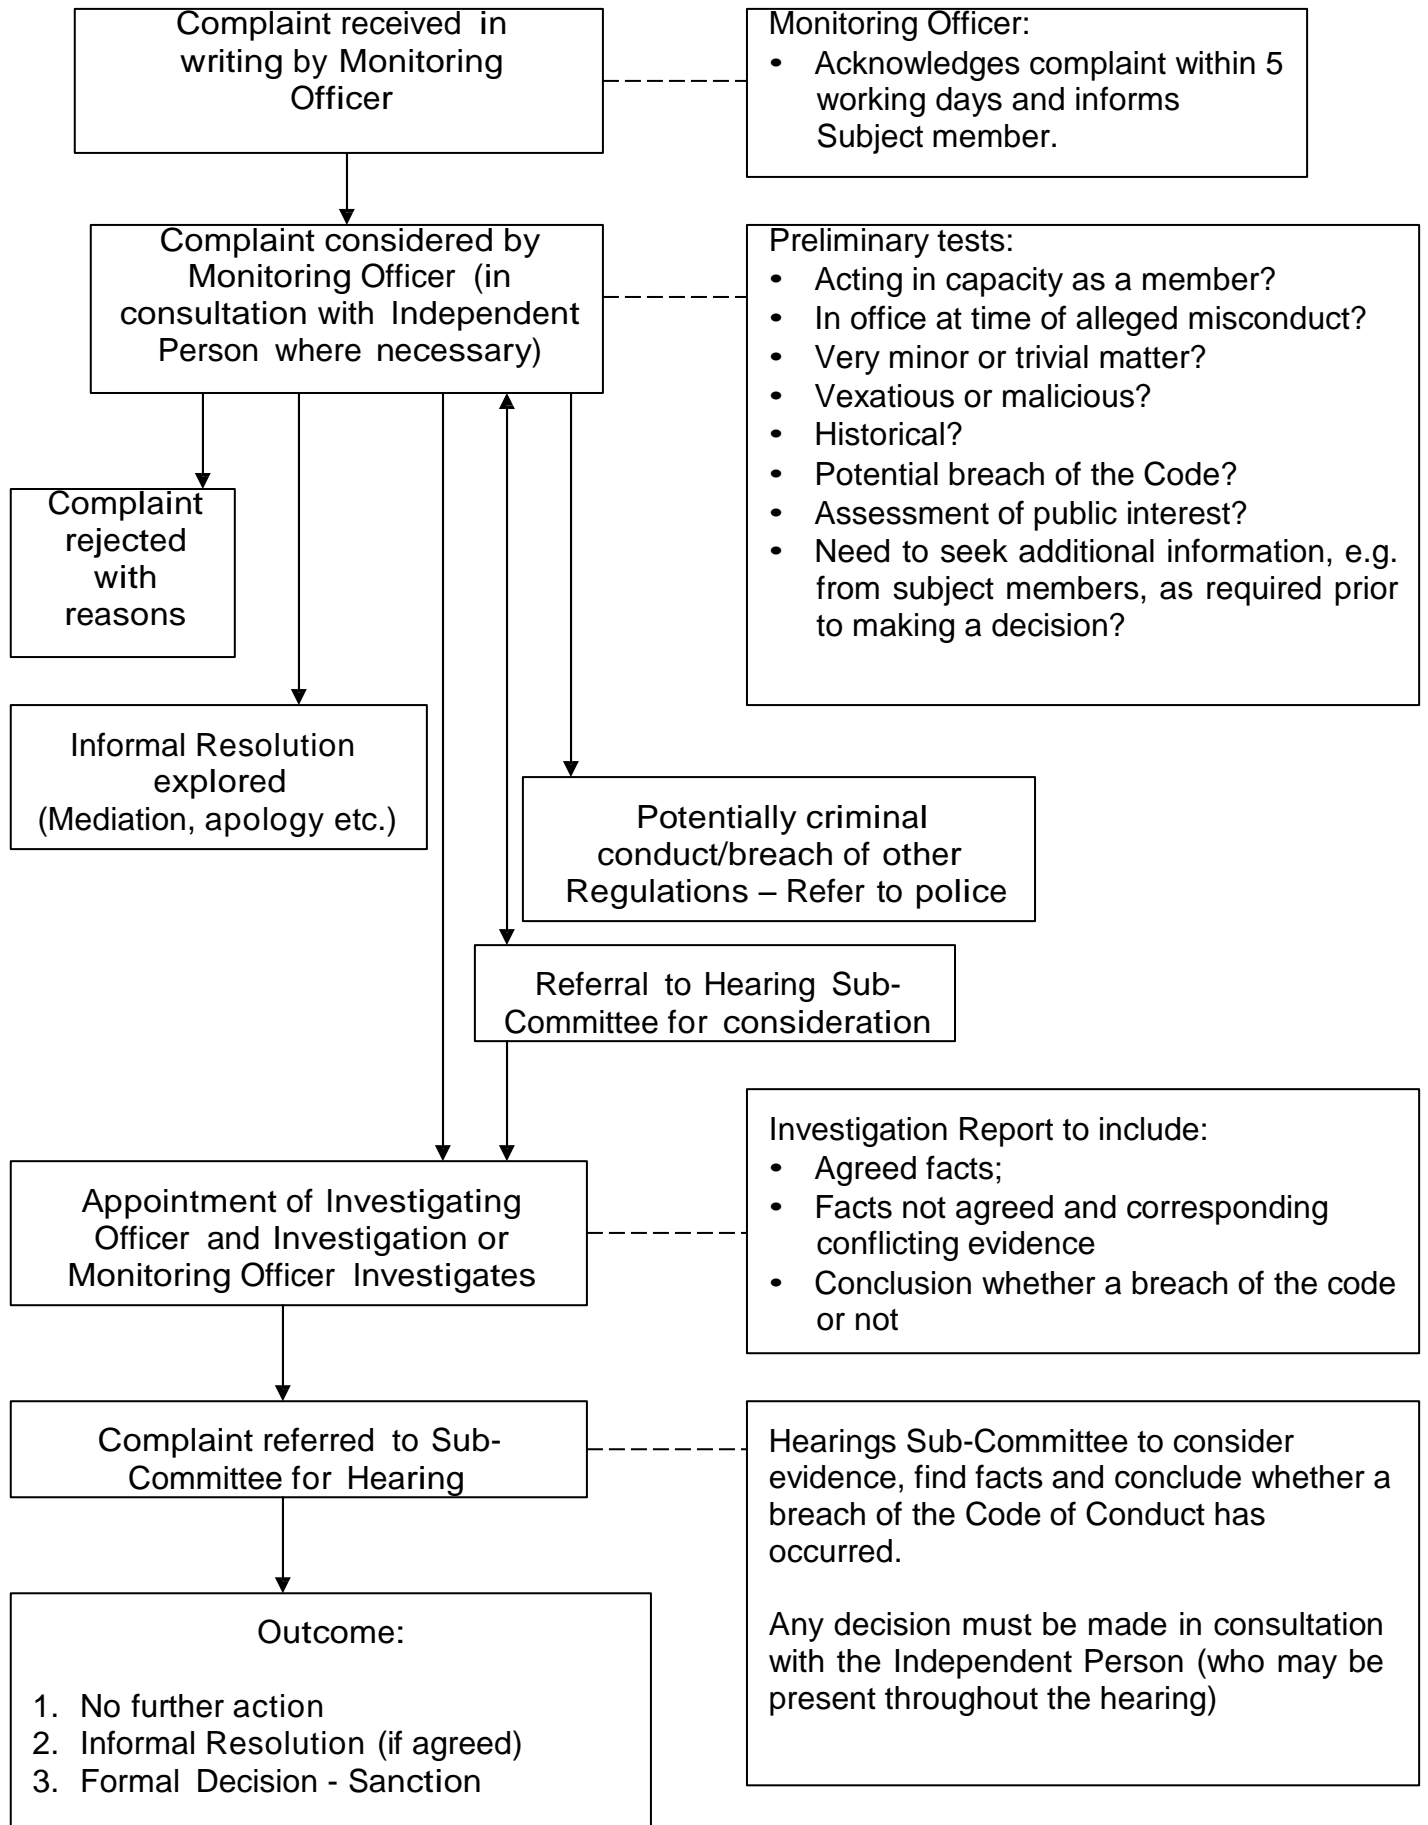 Complaint received in
writing by Monitoring
Officer
Monitoring Officer:
• Acknowledges complaint within 5
working days and informs
Subject member.
Complaint considered by
Monitoring Officer (in
consultation with Independent
Person where necessary)
Preliminary tests:
• Acting in capacity as a member?
• In office at time of alleged misconduct?
• Very minor or trivial matter?
• Vexatious or malicious?
• Historical?
• Potential breach of the Code?
• Assessment of public interest?
• Need to seek additional information, e.g.
from subject members, as required prior
to making a decision?
Complaint
rejected
with
reasons
Informal Resolution
explored
(Mediation, apology etc.)
Potentially criminal
conduct/breach of other
Regulations – Refer to police
Referral to Hearing Sub-
Committee for consideration
Appointment of Investigating
Officer and Investigation or
Monitoring Officer Investigates
Investigation Report to include:
• Agreed facts;
• Facts not agreed and corresponding
conflicting evidence
• Conclusion whether a breach of the code
or not
Complaint referred to Sub-
Committee for Hearing
Hearings Sub-Committee to consider
evidence, find facts and conclude whether a
breach of the Code of Conduct has
occurred.
Any decision must be made in consultation
with the Independent Person (who may be
present throughout the hearing)
Outcome:
1. No further action
2. Informal Resolution (if agreed)
3. Formal Decision - Sanction